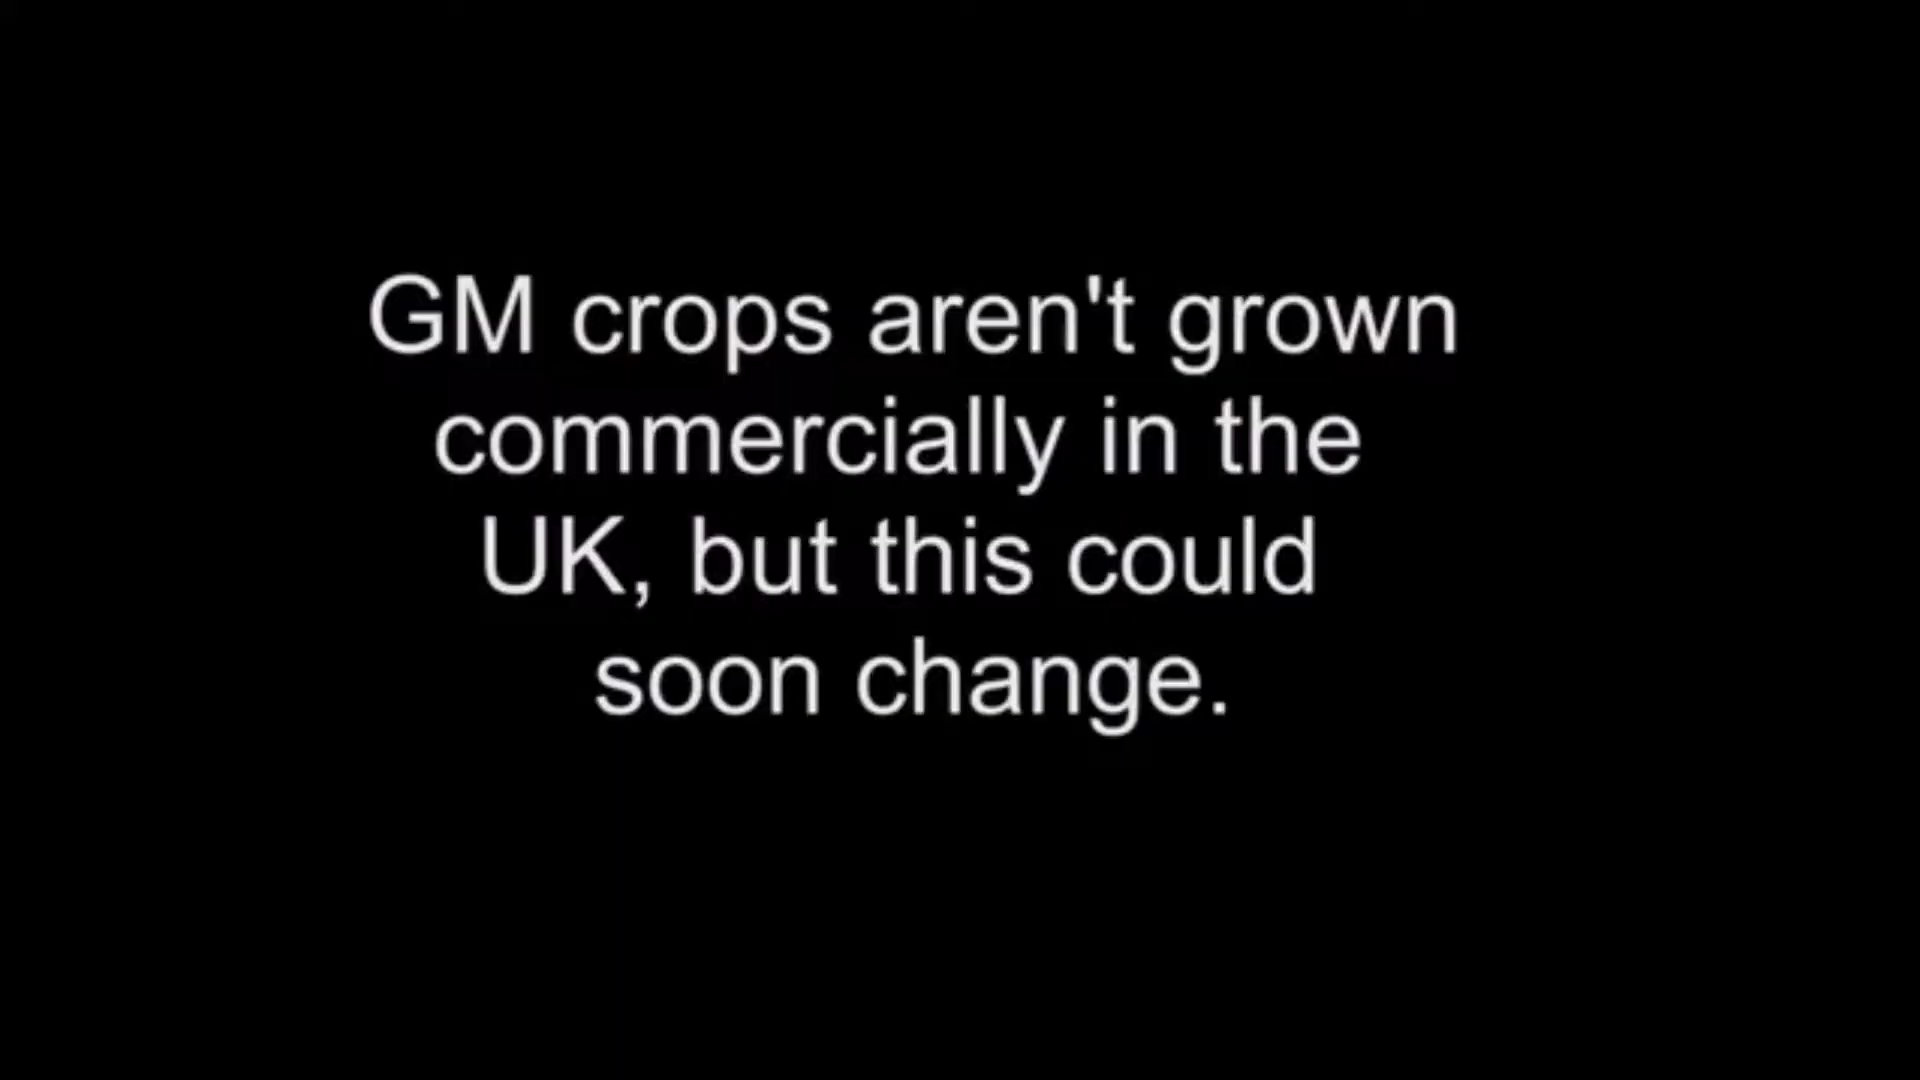 GM crops aren't grown
commercially in the
UK, but this could
soon change.